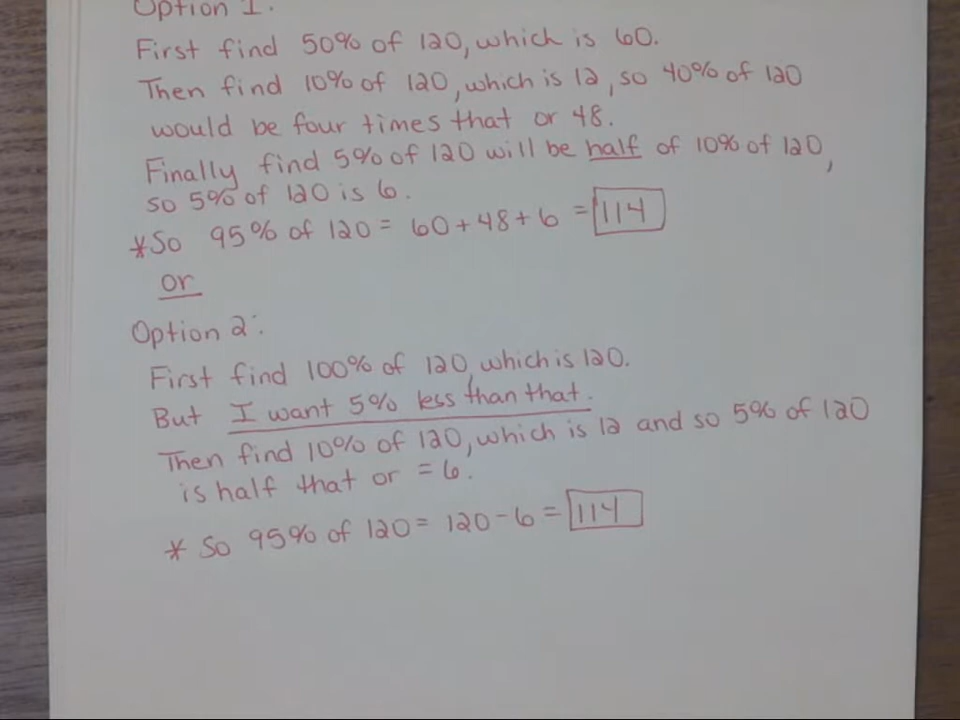 Option 1.
First find 50% of 120, which is 60.
Then find 10% of 120, which is 12, so 40% of 120
would be four times that or 48.
Finally find 5% of 120 will be half of 10% of 120,
so 5% of 120 is 6.
*So 95% of 120 = 60+48+6 = 114
or
Option 2:
First find 100% of 120, which is 120.
But I want 5% less than that.
Then find 10% of 120, which is 12 and so 5% of 120
is half that or = 6.
* So 95% of 120 = 120-6 = 114